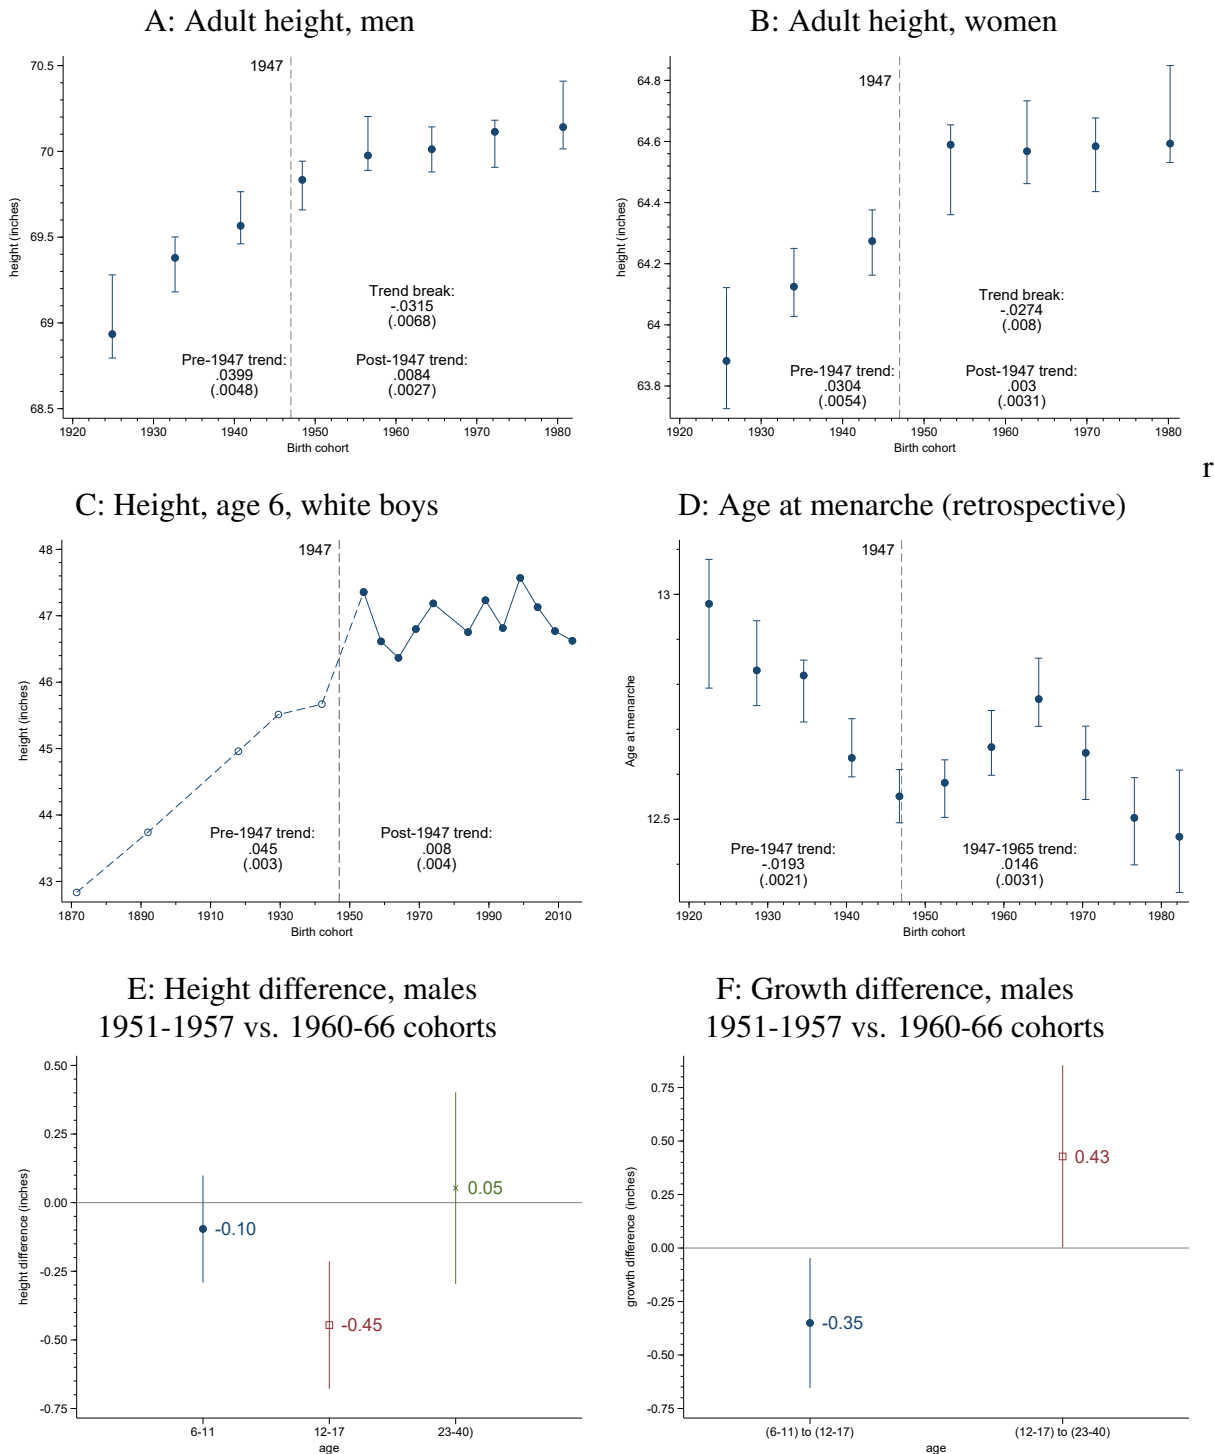 A: Adult height, men
70.5
70
69.5
69
68.5
height (inches)
1947
Trend break:
-.0315
(.0068)
Pre-1947 trend:
.0399
(.0048)
Post-1947 trend:
.0084
(.0027)
1920 1930 1940 1950 1960 1970 1980
Birth cohort
B: Adult height, women
64.8
64.6
64.4
64.2
64
63.8
height (inches)
1947
Trend break:
-.0274
(.008)
Pre-1947 trend:
.0304
(.0054)
Post-1947 trend:
.003
(.0031)
1920 1930 1940 1950 1960 1970 1980
Birth cohort
r
C: Height, age 6, white boys
48
47
46
45
44
43
height (inches)
1947
Pre-1947 trend:
.045
(.003)
Post-1947 trend:
.008
(.004)
1870 1890 1910 1930 1950 1970 1990 2010
Birth cohort
D: Age at menarche (retrospective)
13
12.5
Age at menarche
1947
Pre-1947 trend:
-.0193
(.0021)
1947-1965 trend:
.0146
(.0031)
1920 1930 1940 1950 1960 1970 1980
Birth cohort
E: Height difference, males
1951-1957 vs. 1960-66 cohorts
0.50
0.25
0.00
-0.25
-0.50
-0.75
height difference (inches)
-0.10
-0.45
0.05
6-11 12-17 23-40)
age
F: Growth difference, males
1951-1957 vs. 1960-66 cohorts
0.75
0.50
0.25
0.00
-0.25
-0.50
-0.75
growth difference (inches)
-0.35
0.43
(6-11) to (12-17) (12-17) to (23-40)
age